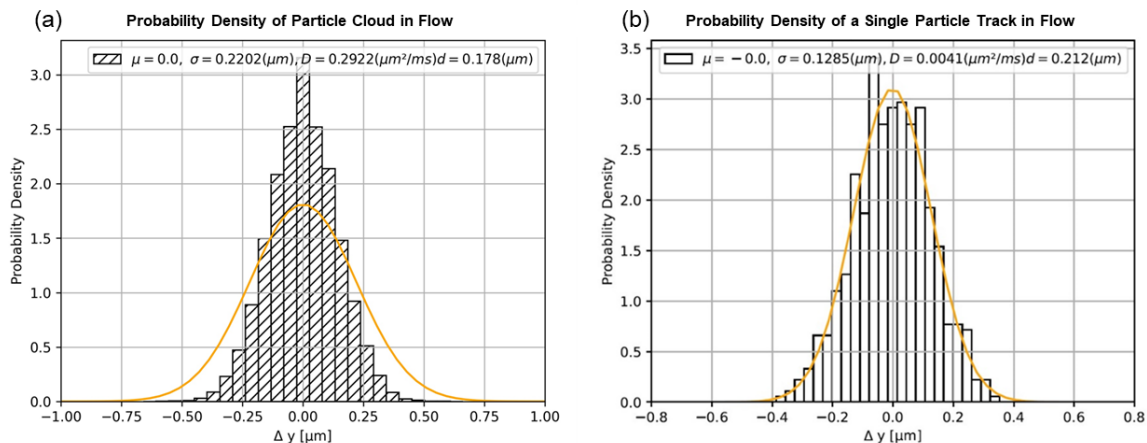 (a)
Probability Density of Particle Cloud in Flow
μ = 0.0, σ = 0.2202(μm), D = 0.2922(μm²/ms)d = 0.178(μm)
3.0
2.5
2.0
1.5
1.0
0.5
0.0
Probability Density
−1.00 −0.75 −0.50 −0.25 0.00 0.25 0.50 0.75 1.00
Δ y [μm]
(b)
Probability Density of a Single Particle Track in Flow
μ = −0.0, σ = 0.1285(μm), D = 0.0041(μm²/ms)d = 0.212(μm)
3.5
3.0
2.5
2.0
1.5
1.0
0.5
0.0
Probability Density
−0.8 −0.6 −0.4 −0.2 0.0 0.2 0.4 0.6 0.8
Δ y [μm]